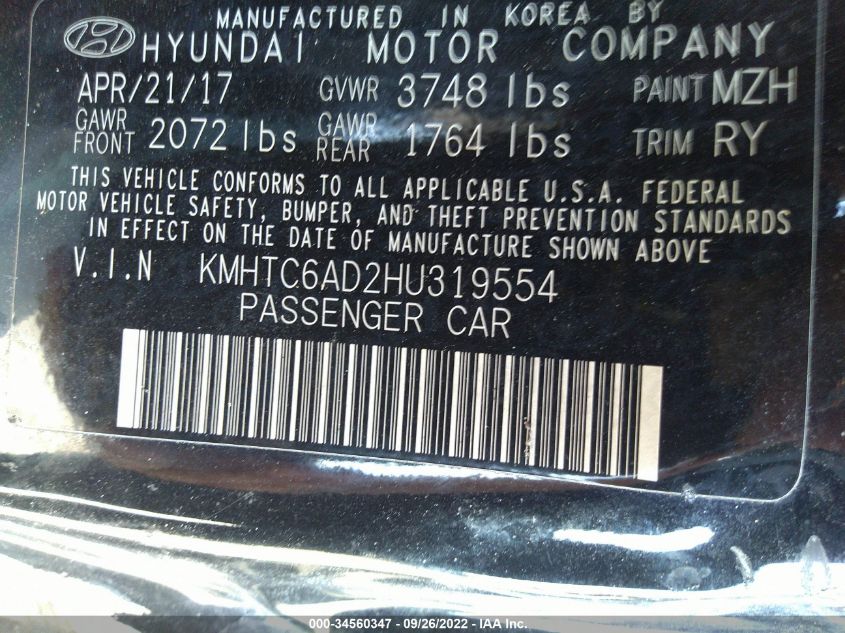 MANUFACTURED IN KOREA BY
HYUNDAI MOTOR COMPANY
APR/21/17 GVWR 3748 lbs PAINT MZH
GAWR FRONT 2072 lbs GAWR REAR 1764 lbs TRIM RY
THIS VEHICLE CONFORMS TO ALL APPLICABLE U.S.A. FEDERAL
MOTOR VEHICLE SAFETY, BUMPER, AND THEFT PREVENTION STANDARDS
IN EFFECT ON THE DATE OF MANUFACTURE SHOWN ABOVE
V.I.N KMHTC6AD2HU319554
PASSENGER CAR
000-34560347 - 09/26/2022 - IAA Inc.